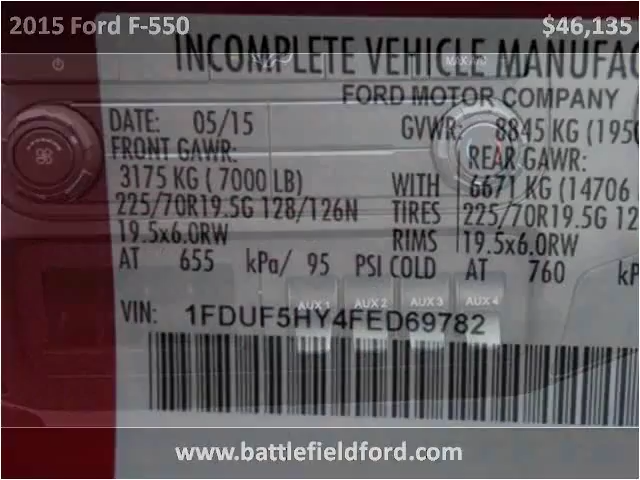 2015 Ford F-550 $46,135
INCOMPLETE VEHICLE MANUFAC
MAX A/C
FORD MOTOR COMPANY
DATE: 05/15 GVWR: 8845 KG (1950
FRONT GAWR: REAR GAWR:
3175 KG ( 7000 LB) WITH 6671 KG (14706
225/70R19.5G 128/126N TIRES 225/70R19.5G 12
19.5x6.0RW RIMS 19.5x6.0RW
AT 655 kPa/ 95 PSI COLD AT 760 kP
AUX 1 AUX 2 AUX 3 AUX 4
VIN: 1FDUF5HY4FED69782
www.battlefieldford.com